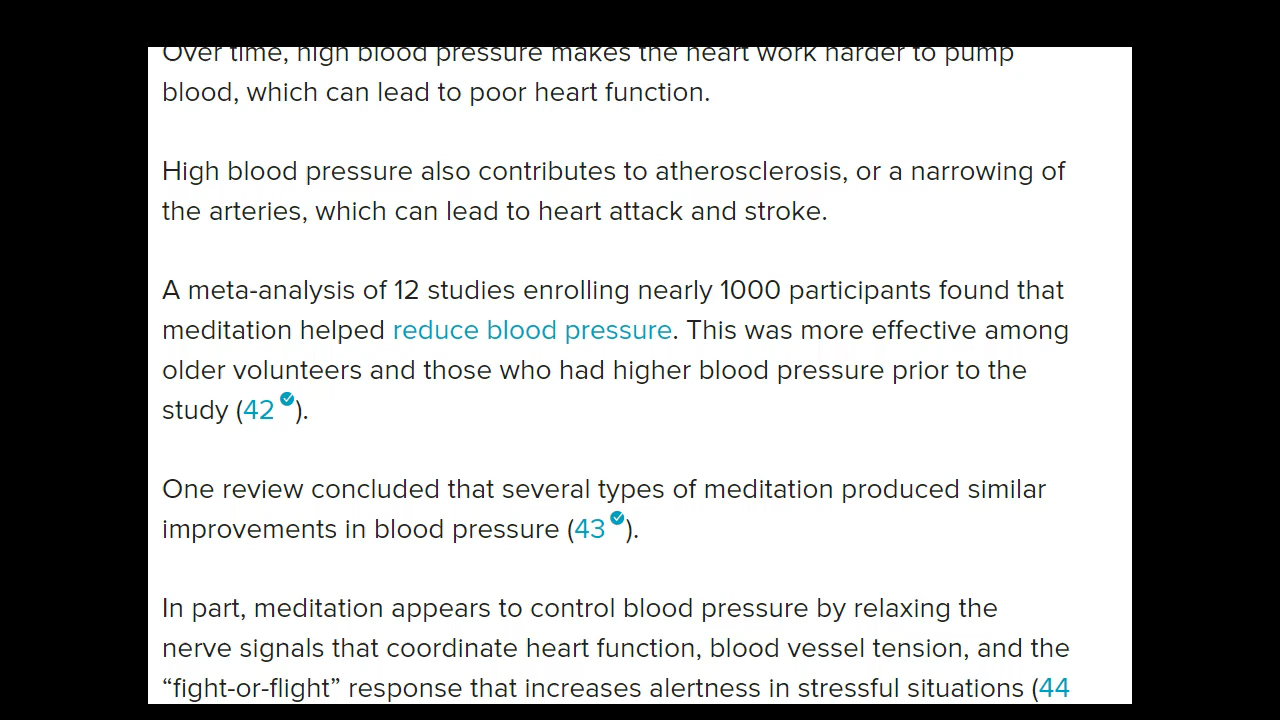 Over time, high blood pressure makes the heart work harder to pump
blood, which can lead to poor heart function.
High blood pressure also contributes to atherosclerosis, or a narrowing of
the arteries, which can lead to heart attack and stroke.
A meta-analysis of 12 studies enrolling nearly 1000 participants found that
meditation helped reduce blood pressure. This was more effective among
older volunteers and those who had higher blood pressure prior to the
study (42).
One review concluded that several types of meditation produced similar
improvements in blood pressure (43).
In part, meditation appears to control blood pressure by relaxing the
nerve signals that coordinate heart function, blood vessel tension, and the
“fight-or-flight” response that increases alertness in stressful situations (44